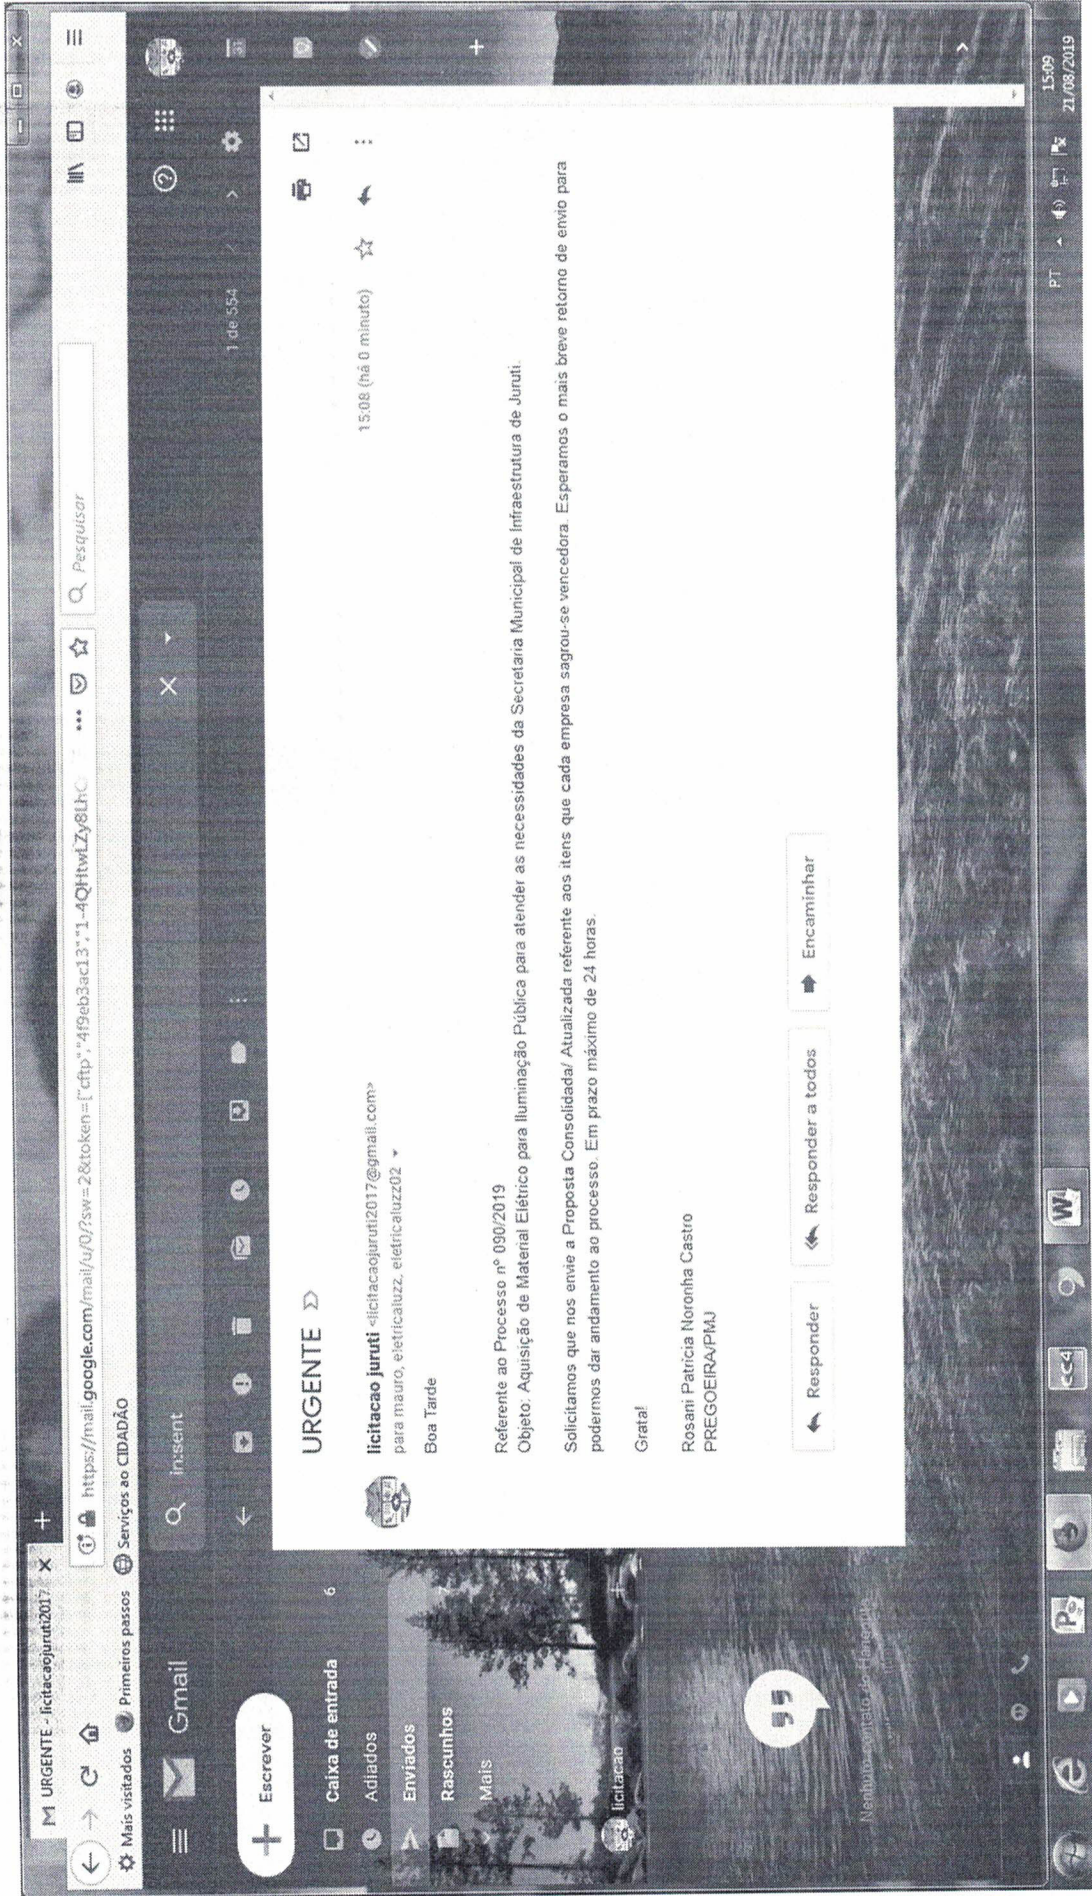 M URGENTE - licitacaojuruti2017
https://mail.google.com/mail/u/0/?sw=2&token=["cftp","4f9eb3ac13","1-4QHtwLZy8LhC
Pesquisar
Mais visitados Primeiros passos Serviços ao CIDADÃO
Gmail
in:sent
1 de 554
Escrever
Caixa de entrada 6
Adiados
Enviados
Rascunhos
Mais
licitacao
URGENTE
licitacao juruti <licitacaojuruti2017@gmail.com>
15:08 (há 0 minuto)
para mauro, eletricaluzz, eletricaluzz02
Boa Tarde
Referente ao Processo nº 090/2019
Objeto: Aquisição de Material Elétrico para Iluminação Pública para atender as necessidades da Secretaria Municipal de Infraestrutura de Juruti.
Solicitamos que nos envie a Proposta Consolidada/ Atualizada referente aos itens que cada empresa sagrou-se vencedora. Esperamos o mais breve retorno de envio para
podermos dar andamento ao processo. Em prazo máximo de 24 horas.
Grata!
Rosani Patrícia Noronha Castro
PREGOEIRA/PMJ
Responder
Responder a todos
Encaminhar
Nenhum contato do Hangouts
CC4
PT
15:09
21/08/2019